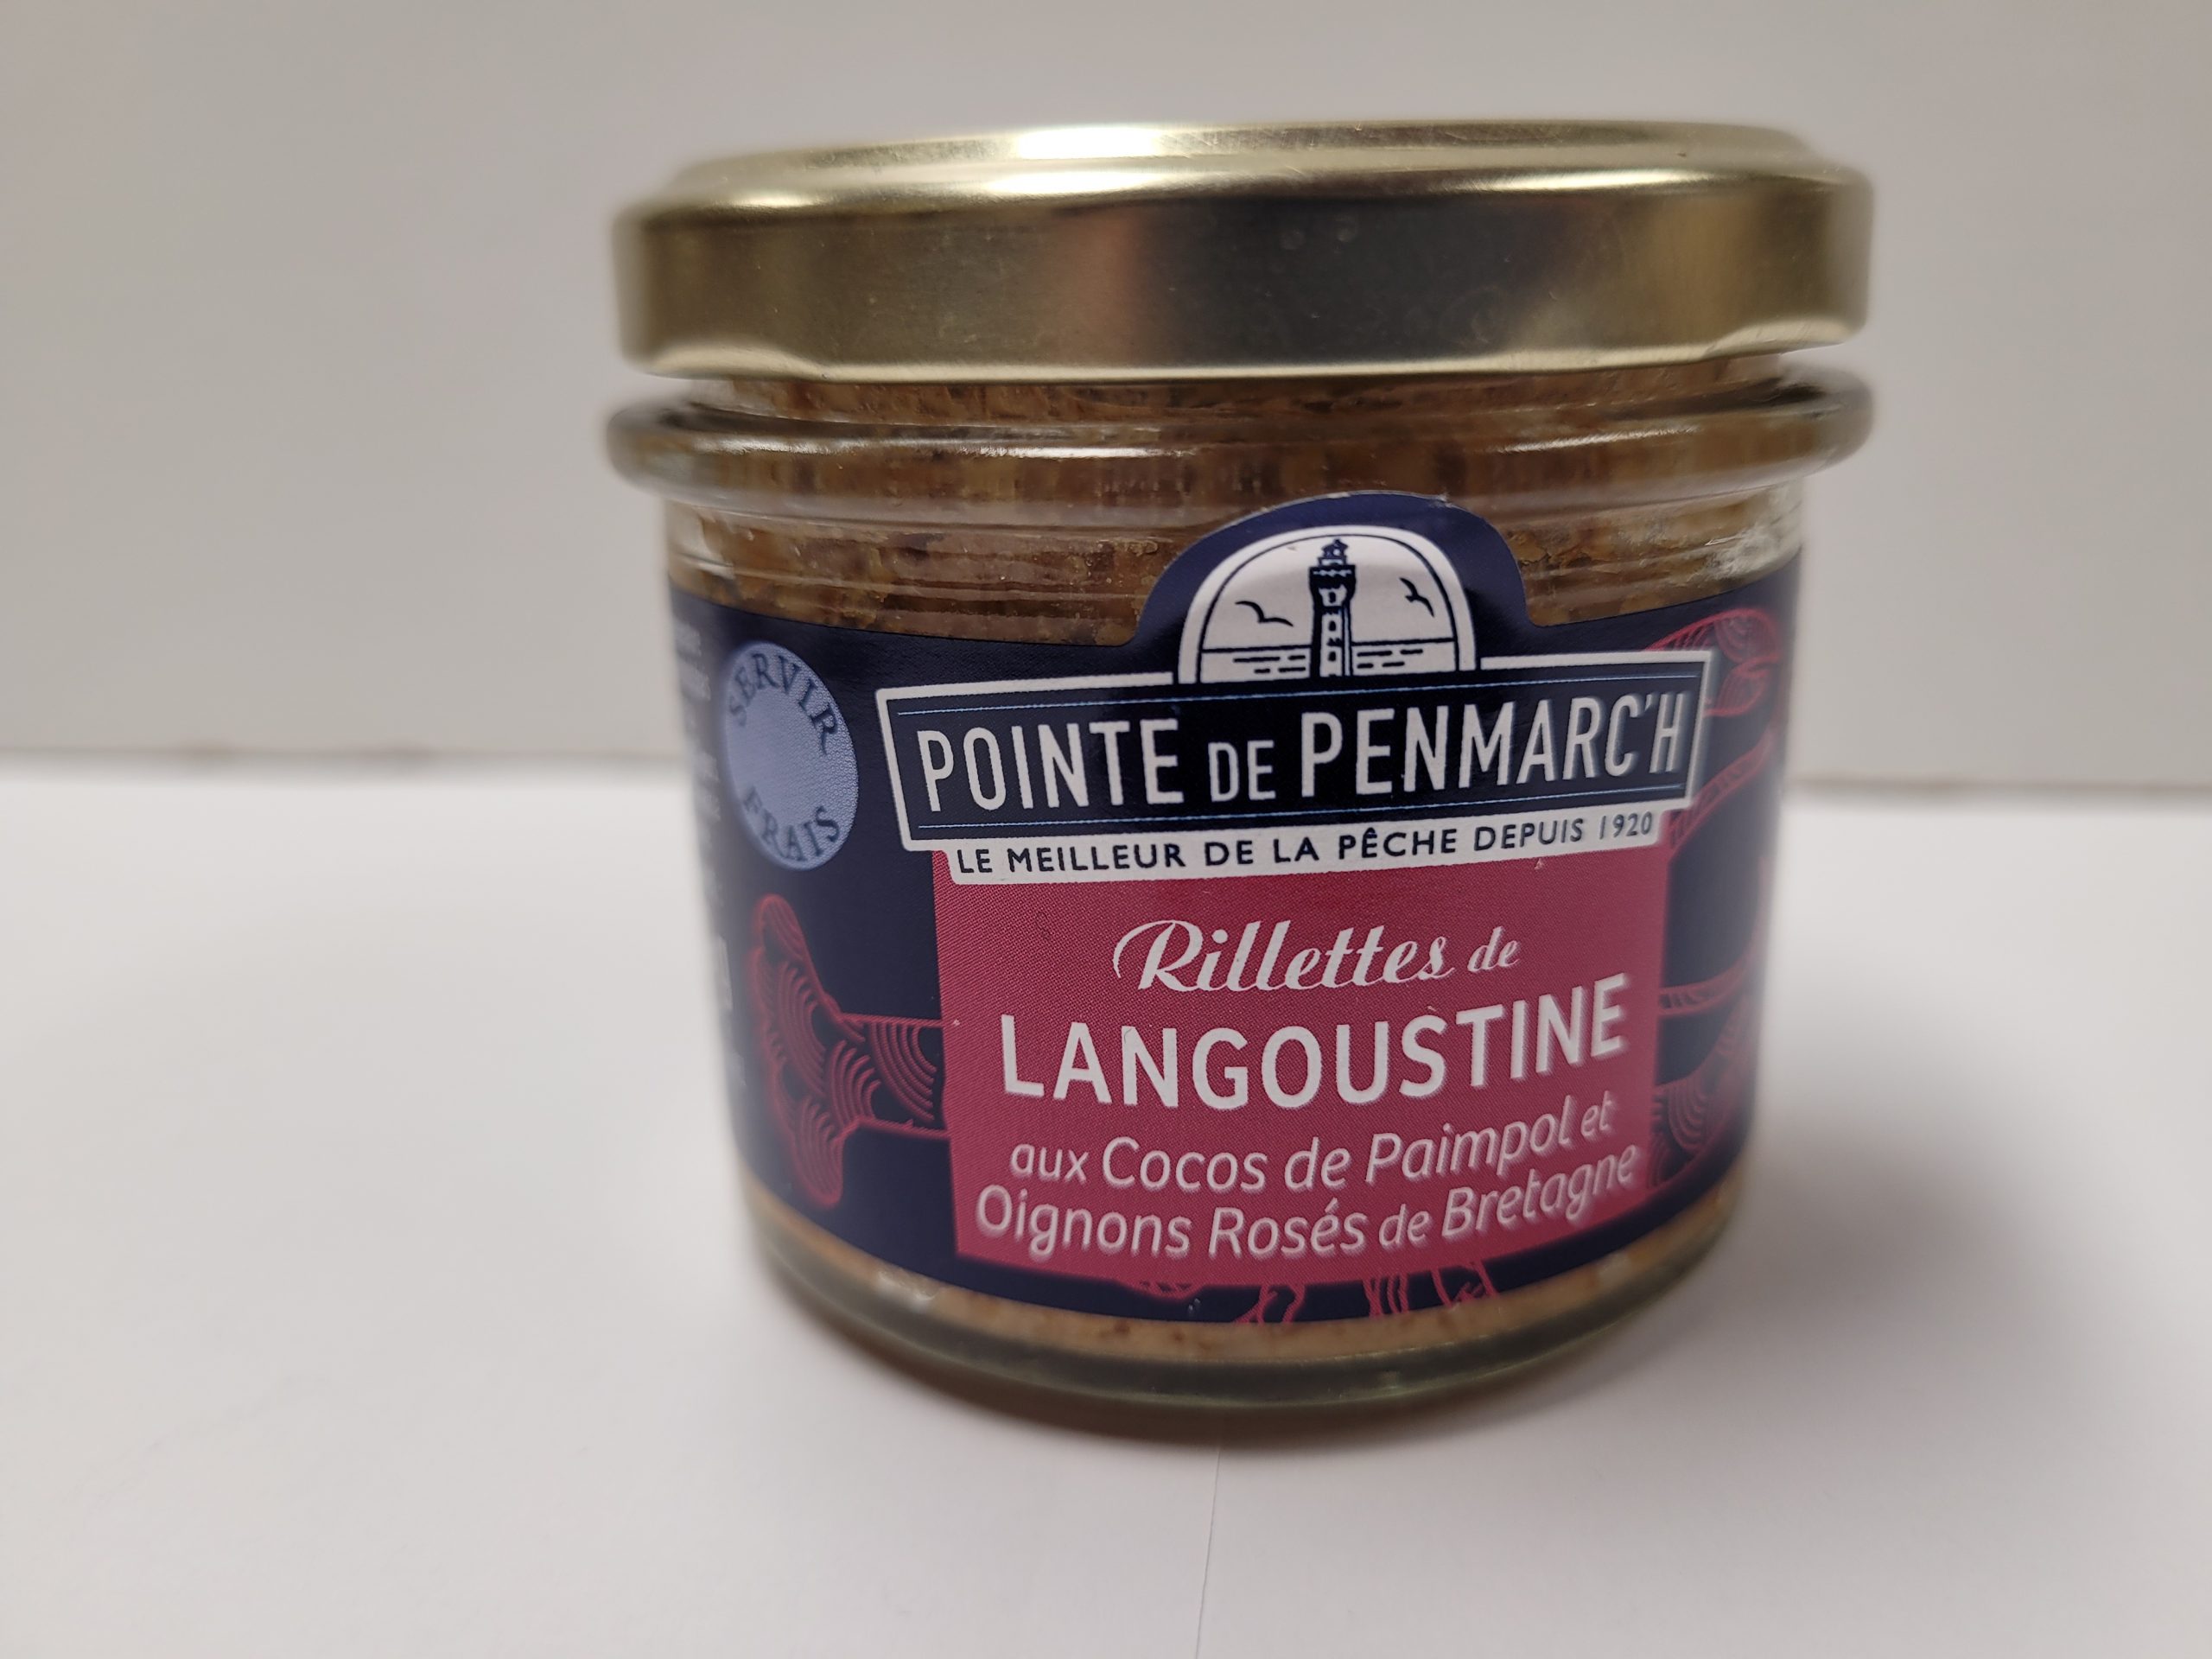 SERVIR
FRAIS
POINTE DE PENMARC'H
LE MEILLEUR DE LA PÊCHE DEPUIS 1920
Rillettes de
LANGOUSTINE
aux Cocos de Paimpol et
Oignons Rosés de Bretagne